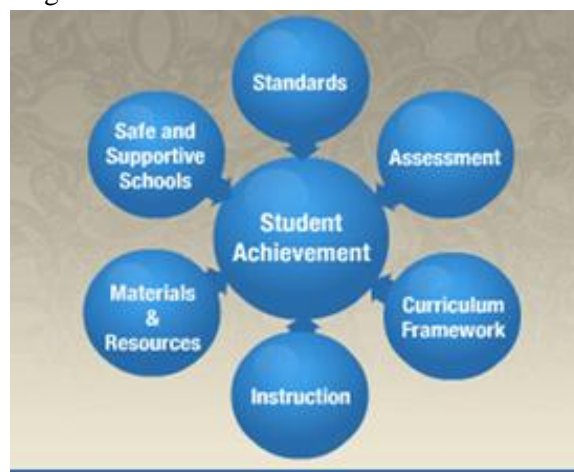 Standards
Safe and
Supportive
Schools
Assessment
Student
Achievement
Materials
&
Resources
Curriculum
Framework
Instruction